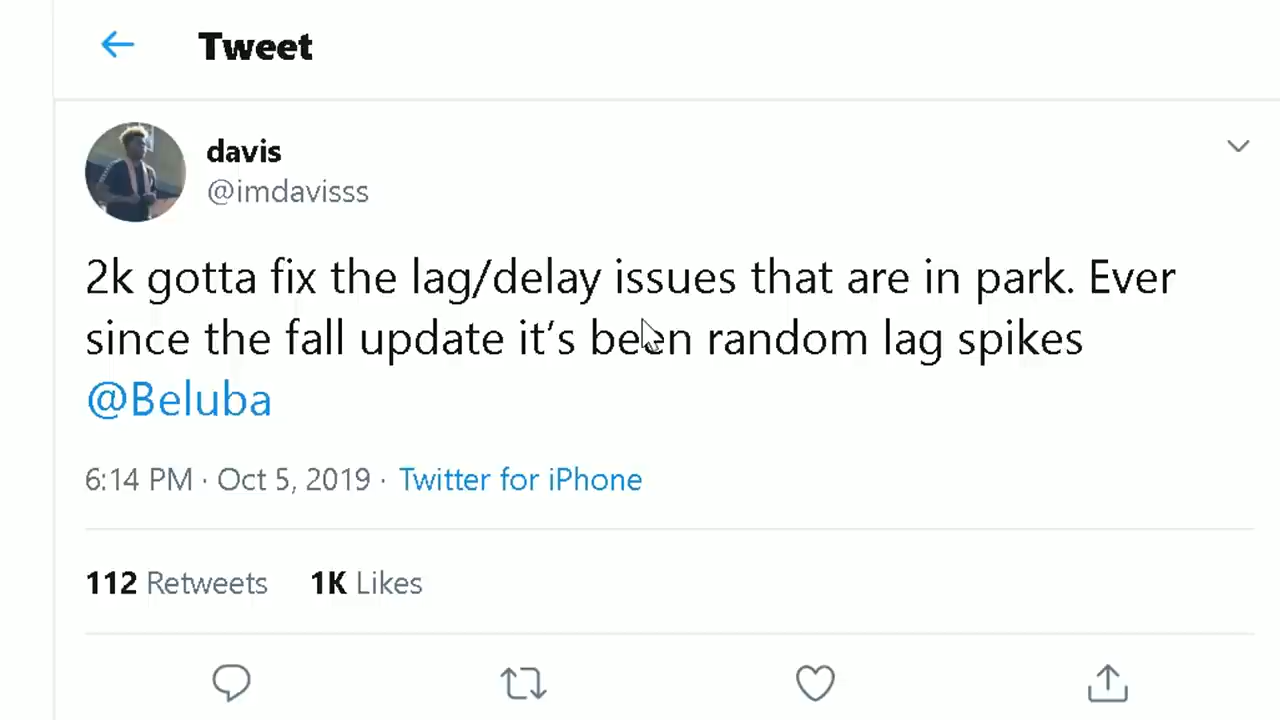 Tweet
davis
@imdavisss
2k gotta fix the lag/delay issues that are in park. Ever
since the fall update it’s been random lag spikes
@Beluba
6:14 PM · Oct 5, 2019 · Twitter for iPhone
112 Retweets 1K Likes